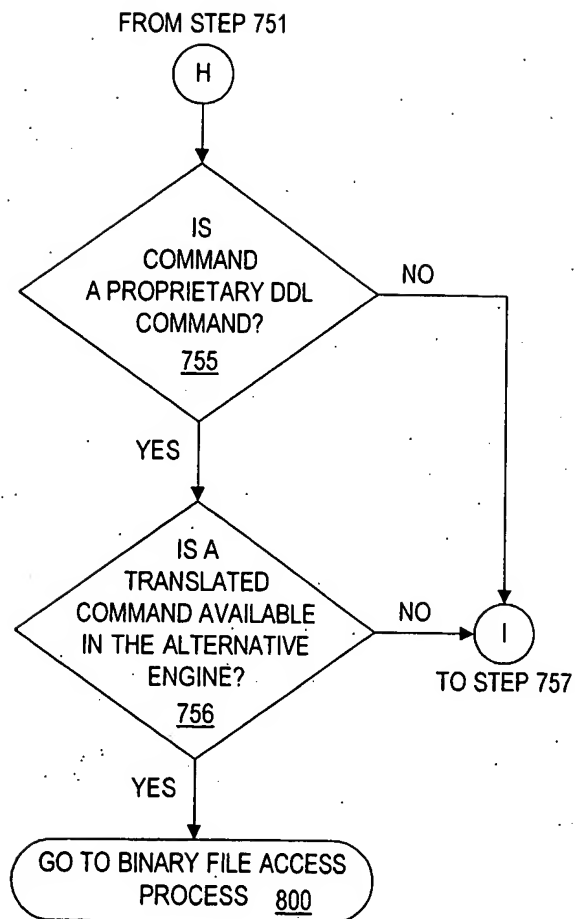 FROM STEP 751
H
IS
COMMAND
A PROPRIETARY DDL
COMMAND?
755
NO
YES
IS A
TRANSLATED
COMMAND AVAILABLE
IN THE ALTERNATIVE
ENGINE?
756
NO
I
TO STEP 757
YES
GO TO BINARY FILE ACCESS
PROCESS 800